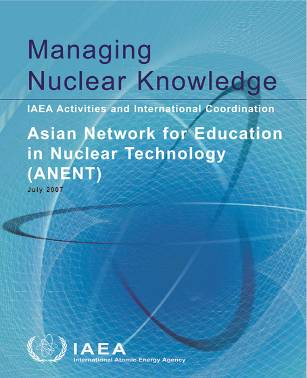 Managing
Nuclear Knowledge
IAEA Activities and International Coordination
Asian Network for Education
in Nuclear Technology
(ANENT)
July 2007
IAEA
International Atomic Energy Agency